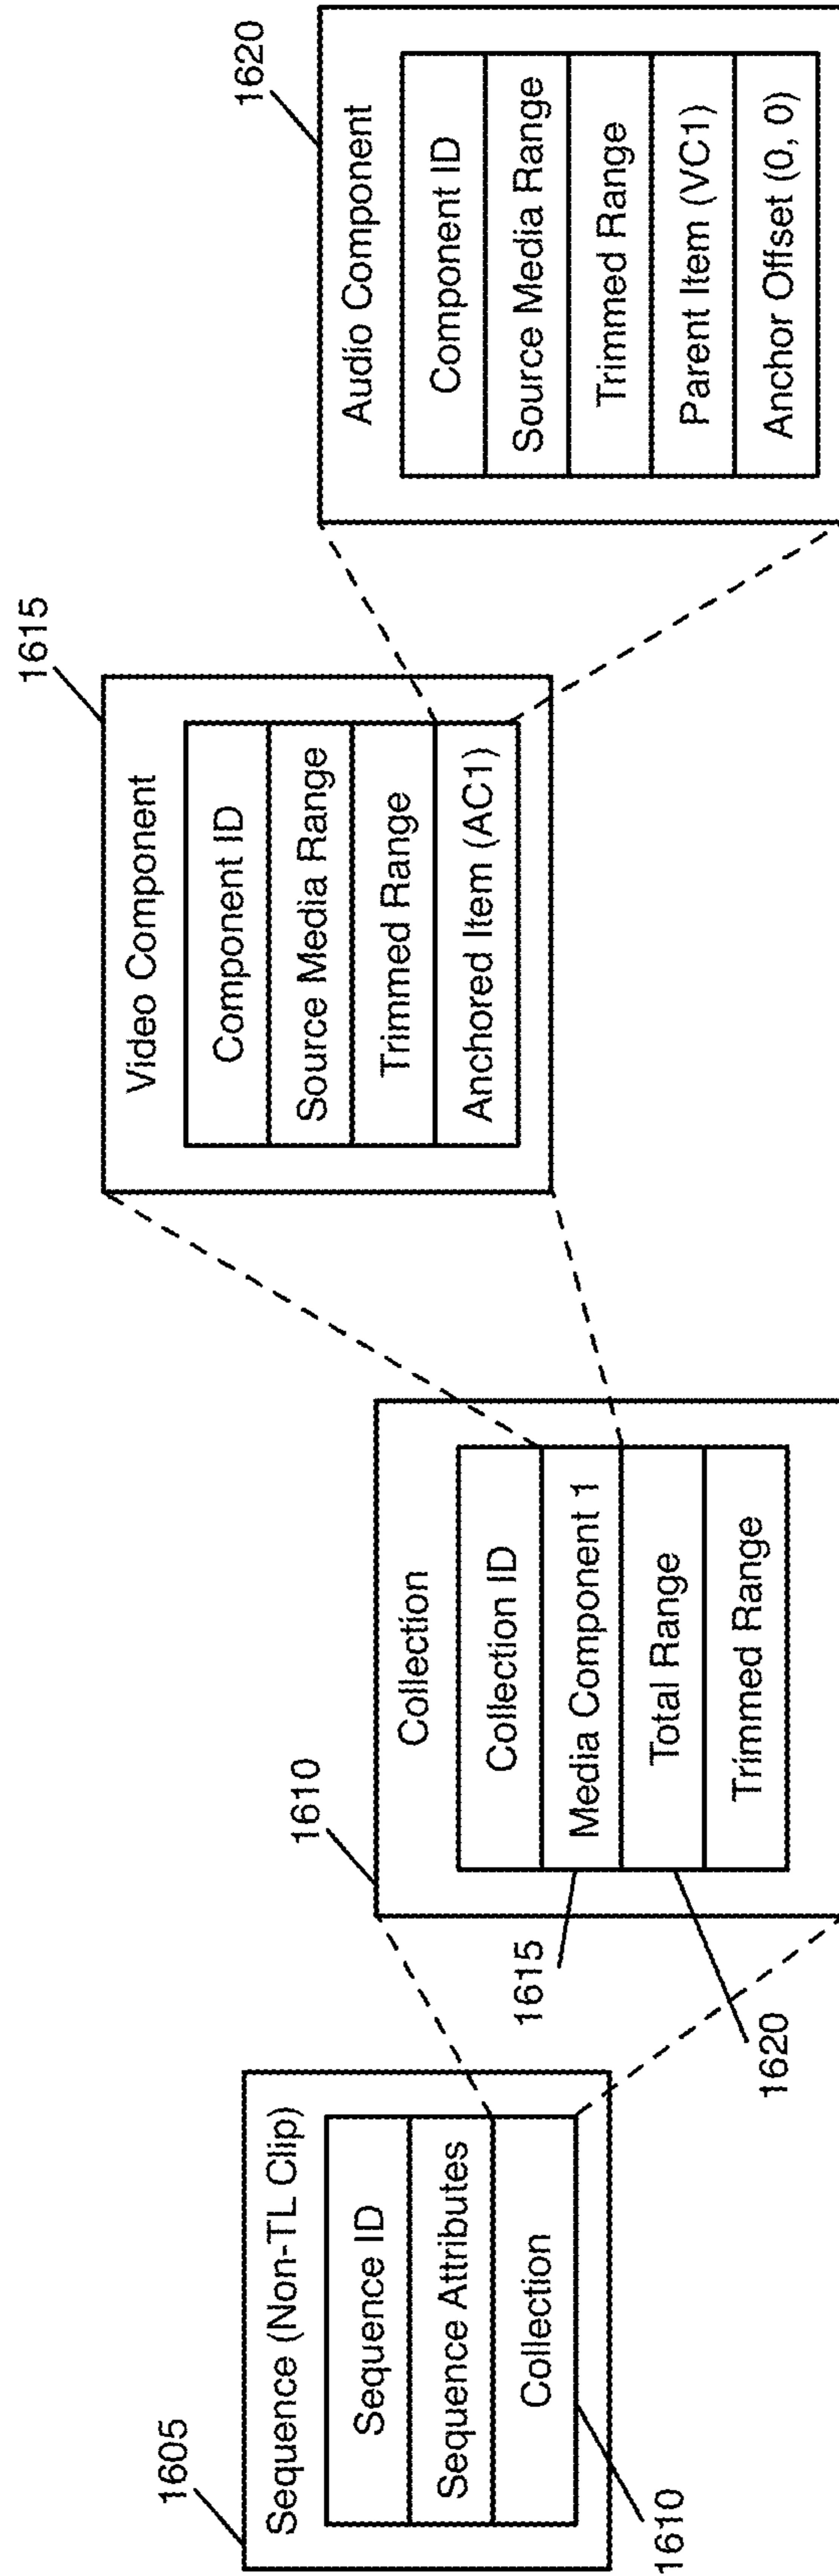 1605
Sequence (Non-TL Clip)
Sequence ID
Sequence Attributes
Collection
1610
1610
Collection
Collection ID
Media Component 1
Total Range
Trimmed Range
1615
1620
1615
Video Component
Component ID
Source Media Range
Trimmed Range
Anchored Item (AC1)
1620
Audio Component
Component ID
Source Media Range
Trimmed Range
Parent Item (VC1)
Anchor Offset (0, 0)